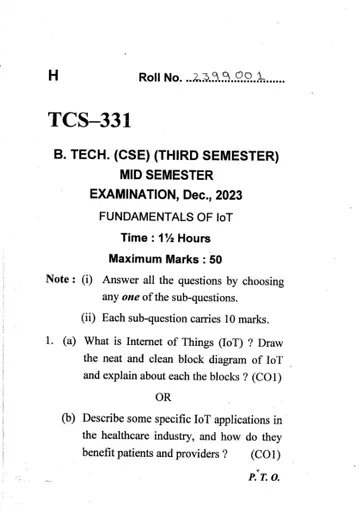 H Roll No. ..2399001......
TCS–331
B. TECH. (CSE) (THIRD SEMESTER)
MID SEMESTER
EXAMINATION, Dec., 2023
FUNDAMENTALS OF IoT
Time : 1½ Hours
Maximum Marks : 50
Note : (i) Answer all the questions by choosing
any one of the sub-questions.
(ii) Each sub-question carries 10 marks.
1. (a) What is Internet of Things (IoT) ? Draw
the neat and clean block diagram of IoT
and explain about each the blocks ? (CO1)
OR
(b) Describe some specific IoT applications in
the healthcare industry, and how do they
benefit patients and providers ? (CO1)
P. T. O.